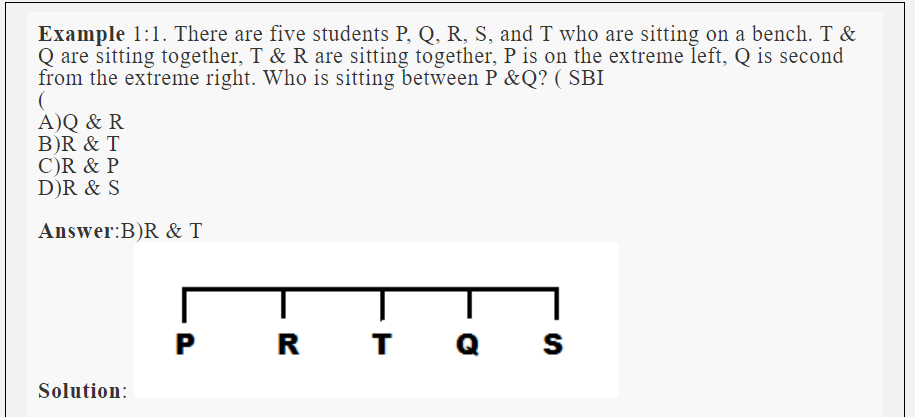 Example 1:1. There are five students P, Q, R, S, and T who are sitting on a bench. T &
Q are sitting together, T & R are sitting together, P is on the extreme left, Q is second
from the extreme right. Who is sitting between P &Q? ( SBI
(
A)Q & R
B)R & T
C)R & P
D)R & S
Answer:B)R & T
P R T Q S
Solution: